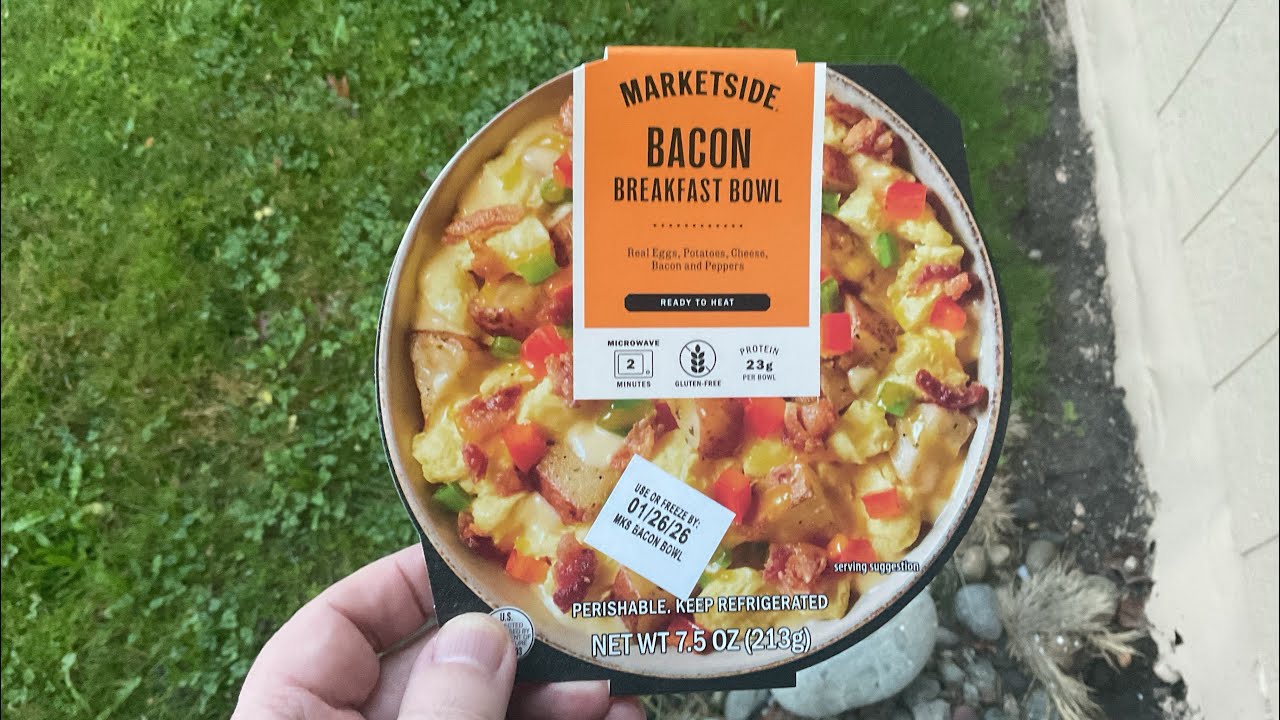 MARKETSIDE.
BACON
BREAKFAST BOWL
Real Eggs, Potatoes, Cheese,
Bacon and Peppers
READY TO HEAT
MICROWAVE
2
MINUTES
GLUTEN-FREE
PROTEIN
23g
PER BOWL
USE OR FREEZE BY:
01/26/26
MKS BACON BOWL
serving suggestion
PERISHABLE. KEEP REFRIGERATED
NET WT 7.5 OZ (213g)
U.S.